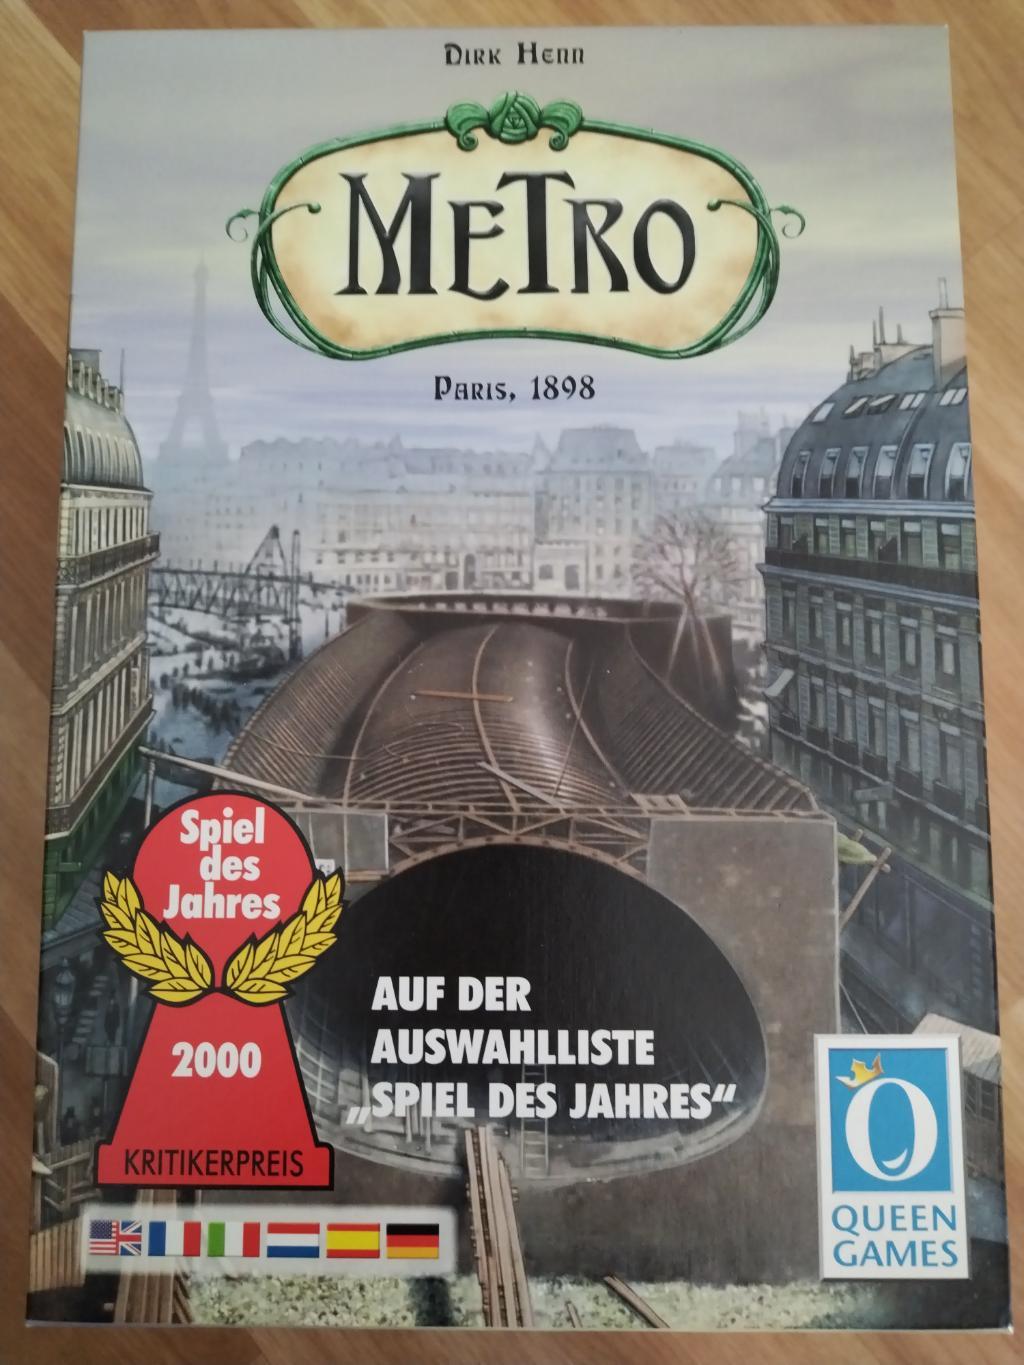 DIRK HENN
METRO
PARIS, 1898
Spiel
des
Jahres
2000
KRITIKERPREIS
AUF DER
AUSWAHLLISTE
„SPIEL DES JAHRES“
QUEEN
GAMES